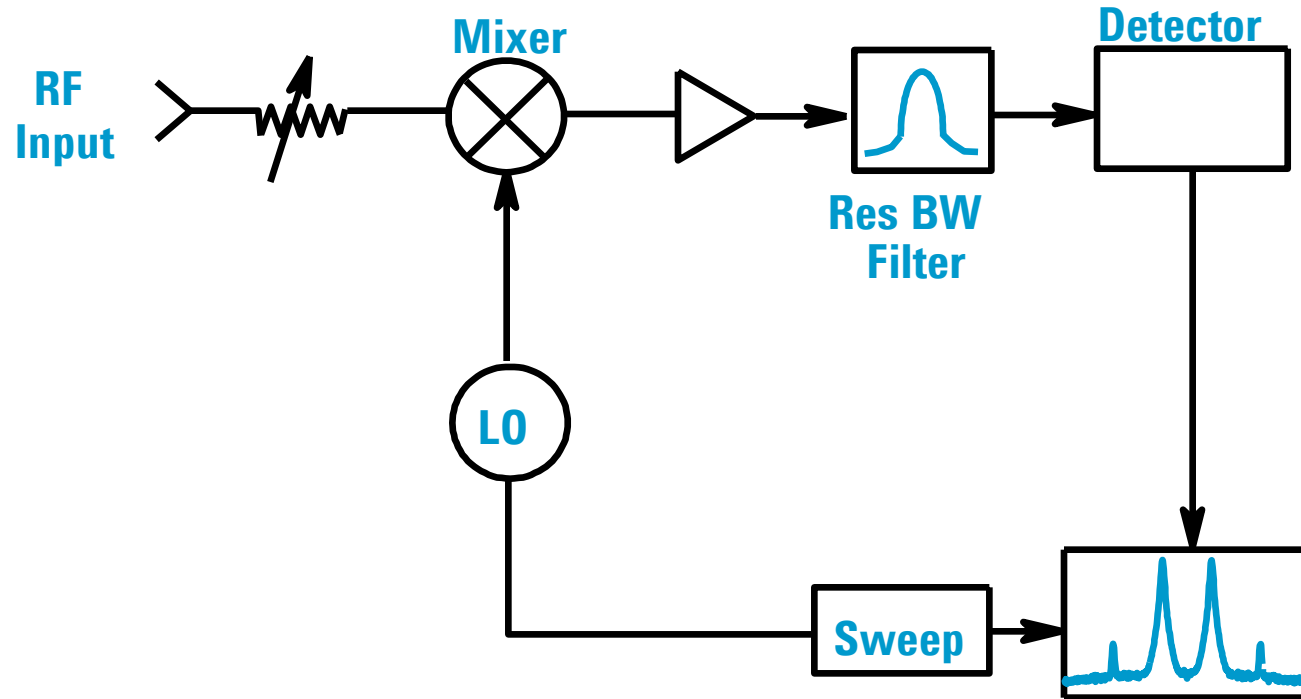 RF
Input
Mixer
Detector
Res BW
Filter
LO
Sweep